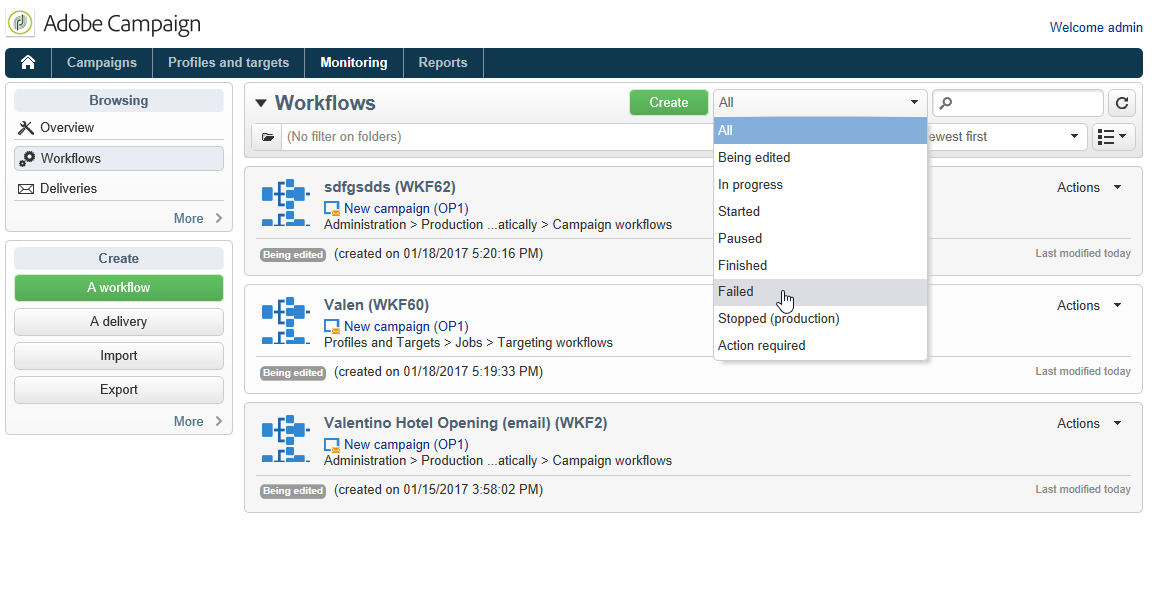 Adobe Campaign
Welcome admin
Campaigns
Profiles and targets
Monitoring
Reports
Browsing
Overview
Workflows
Deliveries
More
Create
A workflow
A delivery
Import
Export
More
Workflows
Create
All
(No filter on folders)
ewest first
All
Being edited
In progress
Started
Paused
Finished
Failed
Stopped (production)
Action required
sdfgsdds (WKF62)
Actions
New campaign (OP1)
Administration > Production ...atically > Campaign workflows
Being edited (created on 01/18/2017 5:20:16 PM)
Last modified today
Valen (WKF60)
Actions
New campaign (OP1)
Profiles and Targets > Jobs > Targeting workflows
Being edited (created on 01/18/2017 5:19:33 PM)
Last modified today
Valentino Hotel Opening (email) (WKF2)
Actions
New campaign (OP1)
Administration > Production ...atically > Campaign workflows
Being edited (created on 01/15/2017 3:58:02 PM)
Last modified today